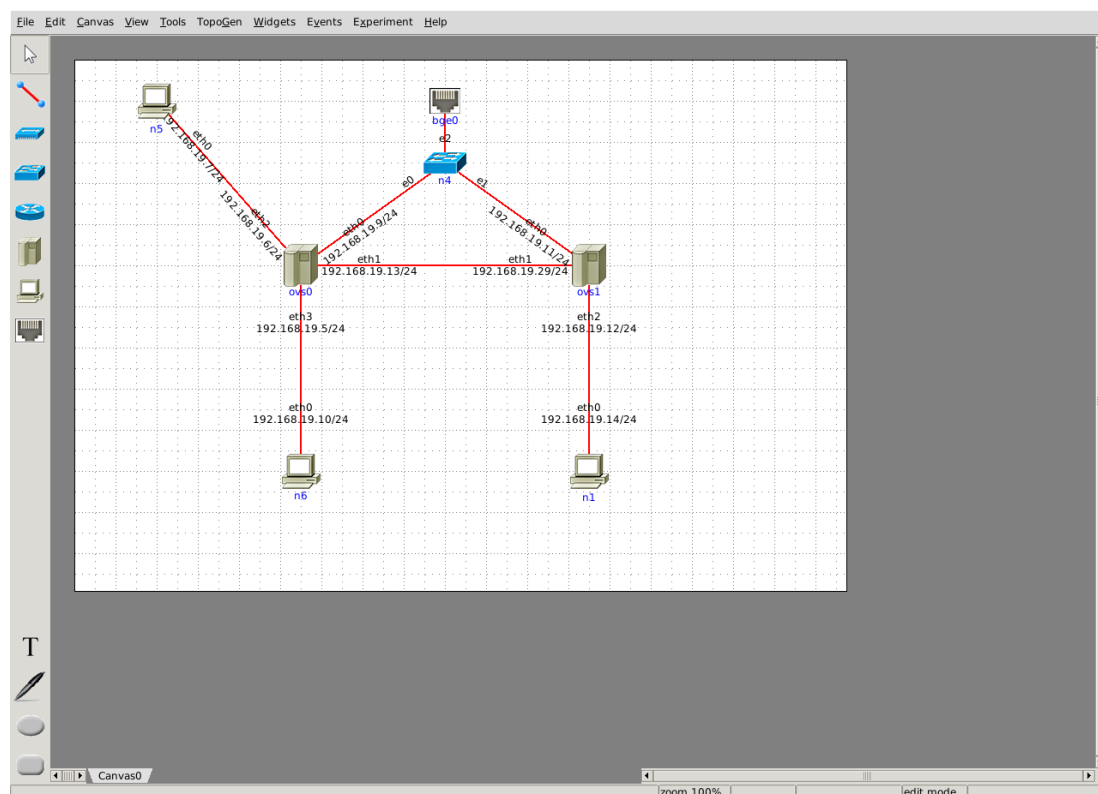 File Edit Canvas View Tools TopoGen Widgets Events Experiment Help
n5
eth0
92.168.19.7/24
eth2
192.168.19.6/24
bge0
e2
n4
e0
e1
eth0
192.168.19.9/24
eth0
192.168.19.11/24
eth1
192.168.19.13/24
eth1
192.168.19.29/24
ovs0
ovs1
eth3
192.168.19.5/24
eth2
192.168.19.12/24
eth0
192.168.19.10/24
eth0
192.168.19.14/24
n6
n1
T
Canvas0
zoom 100%
edit mode